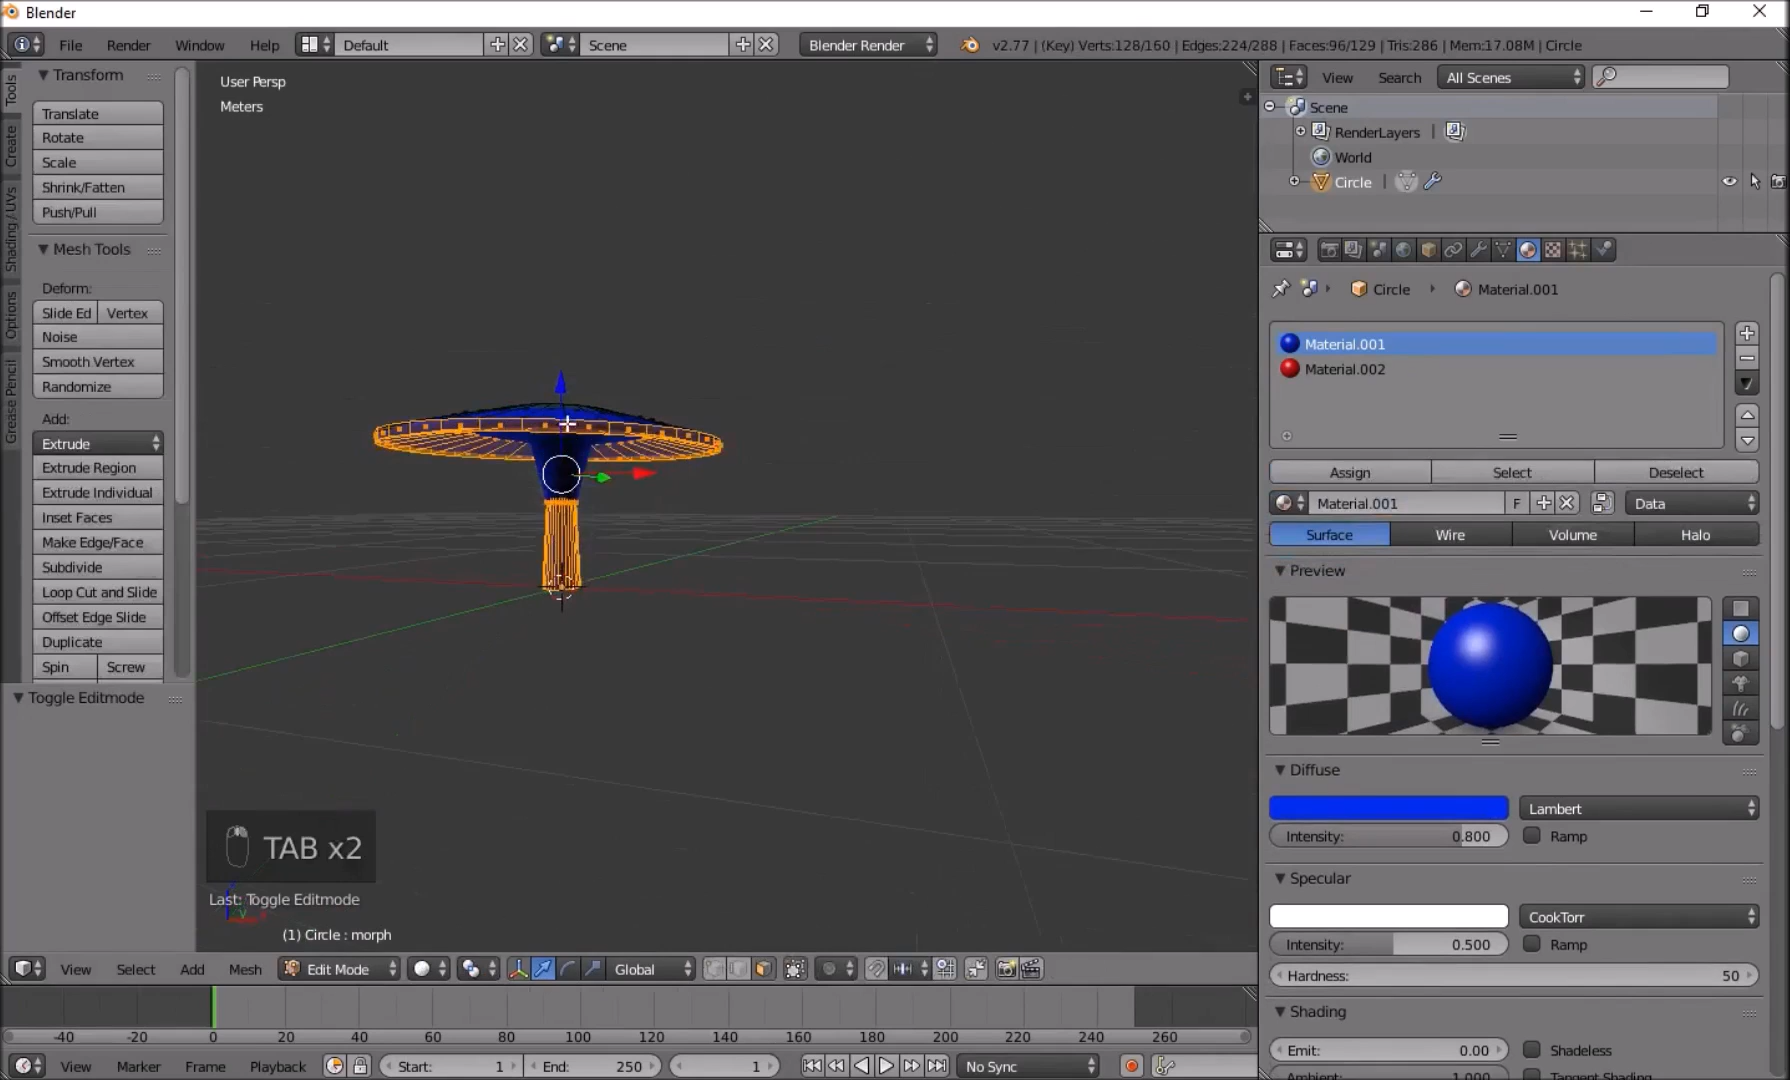 Blender
File Render Window Help Default Scene Blender Render v2.77 | (Key) Verts:128/160 | Edges:224/288 | Faces:96/129 | Tris:286 | Mem:17.08M | Circle
Tools
Create
Shading / UVs
Options
Grease Pencil
Transform
Translate
Rotate
Scale
Shrink/Fatten
Push/Pull
Mesh Tools
Deform:
Slide Ed Vertex
Noise
Smooth Vertex
Randomize
Add:
Extrude
Extrude Region
Extrude Individual
Inset Faces
Make Edge/Face
Subdivide
Loop Cut and Slide
Offset Edge Slide
Duplicate
Spin Screw
Toggle Editmode
User Persp
Meters
TAB x2
Last: Toggle Editmode
(1) Circle : morph
View Select Add Mesh Edit Mode Global
-40 -20 0 20 40 60 80 100 120 140 160 180 200 220 240 260
View Marker Frame Playback Start: 1 End: 250 1 No Sync
View Search All Scenes
Scene
RenderLayers |
World
Circle |
Circle Material.001
Material.001
Material.002
Assign Select Deselect
Material.001 F Data
Surface Wire Volume Halo
Preview
Diffuse
Lambert
Intensity: 0.800 Ramp
Specular
CookTorr
Intensity: 0.500 Ramp
Hardness: 50
Shading
Emit: 0.00 Shadeless
Ambient: 1.000 Tangent Shading